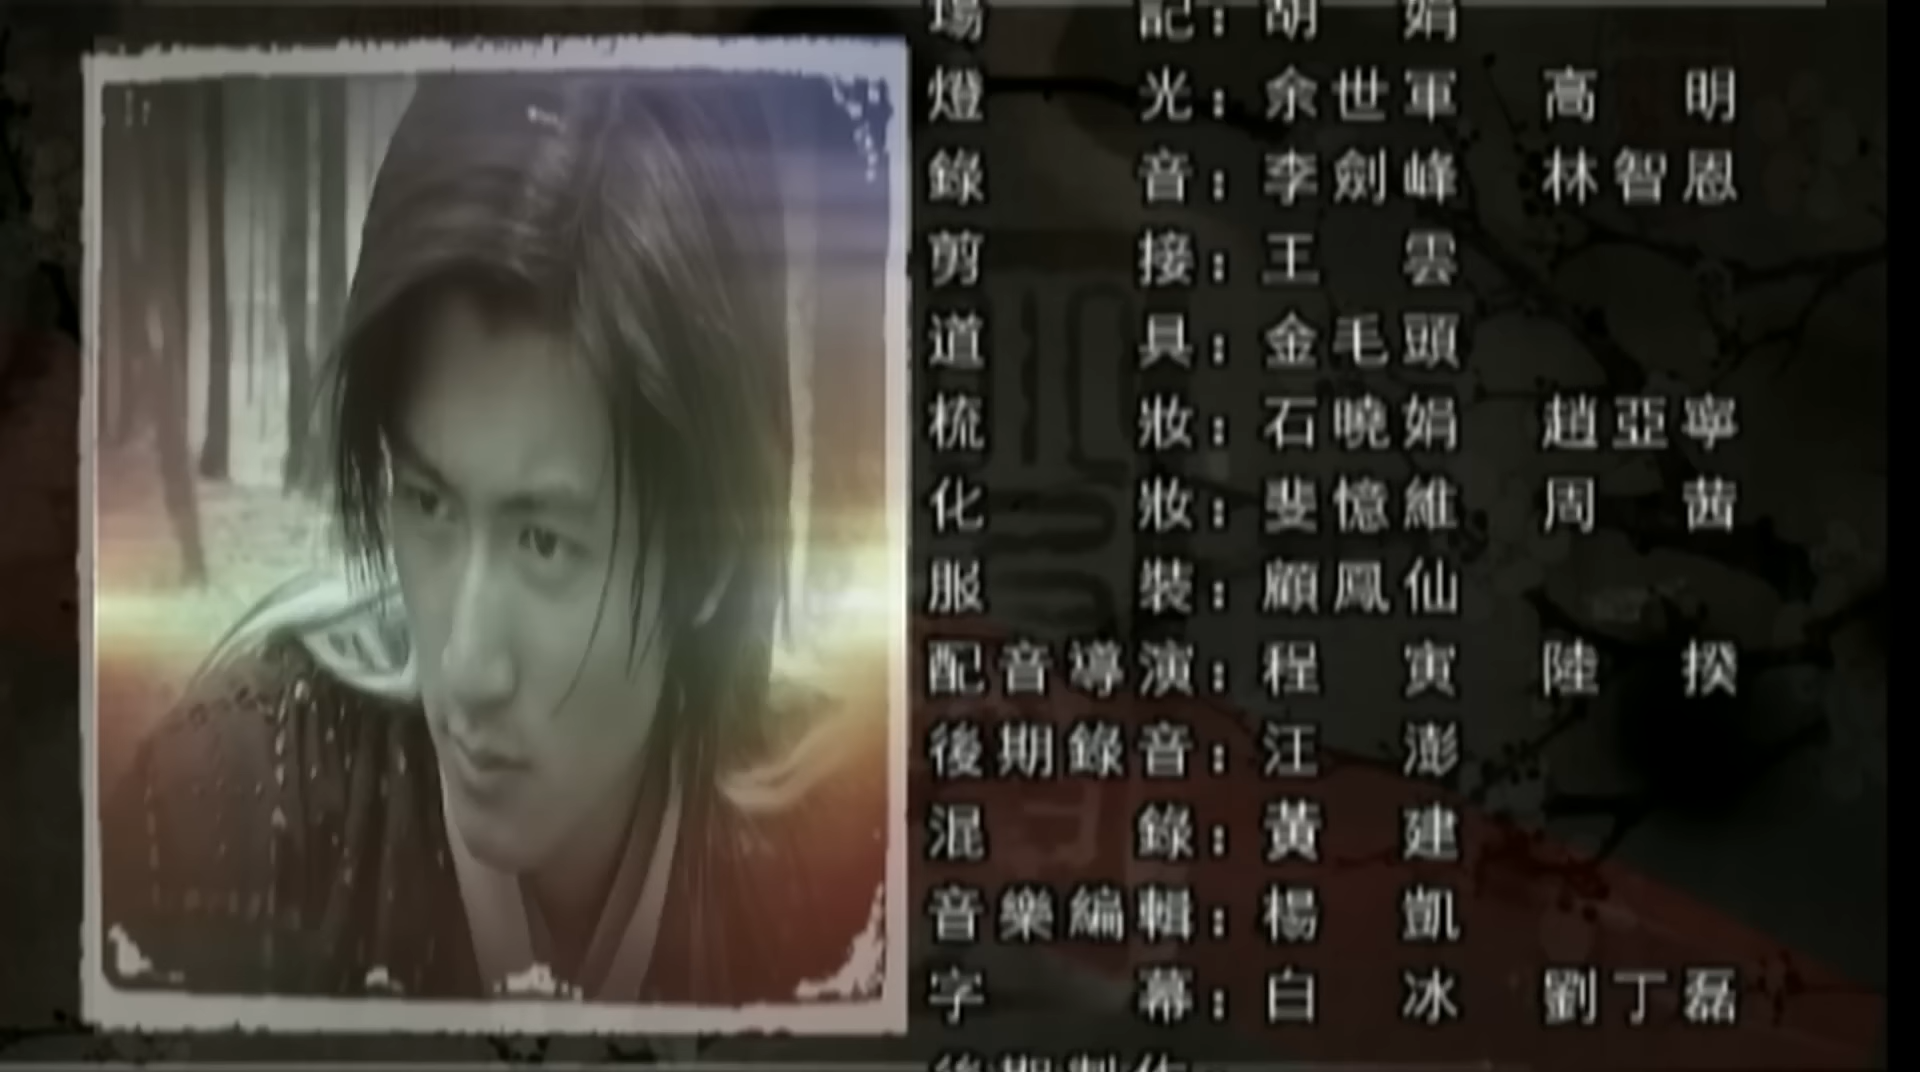 場記：胡娟
燈光：余世軍 高明
錄音：李劍峰 林智恩
剪接：王雲
道具：金毛頭
梳妝：石曉娟 趙亞寧
化妝：斐憶維 周茜
服裝：顧鳳仙
配音導演：程寅 陸揆
後期錄音：汪澎
混錄：黃建
音樂編輯：楊凱
字幕：白冰 劉丁磊
後期製作：